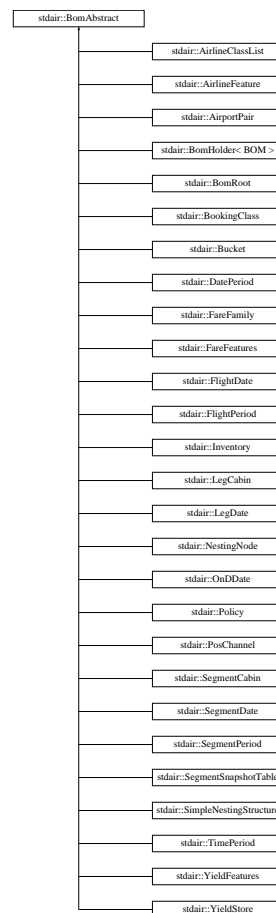 stdair::BomAbstract
stdair::AirlineClassList
stdair::AirlineFeature
stdair::AirportPair
stdair::BomHolder< BOM >
stdair::BomRoot
stdair::BookingClass
stdair::Bucket
stdair::DatePeriod
stdair::FareFamily
stdair::FareFeatures
stdair::FlightDate
stdair::FlightPeriod
stdair::Inventory
stdair::LegCabin
stdair::LegDate
stdair::NestingNode
stdair::OnDDate
stdair::Policy
stdair::PosChannel
stdair::SegmentCabin
stdair::SegmentDate
stdair::SegmentPeriod
stdair::SegmentSnapshotTable
stdair::SimpleNestingStructure
stdair::TimePeriod
stdair::YieldFeatures
stdair::YieldStore